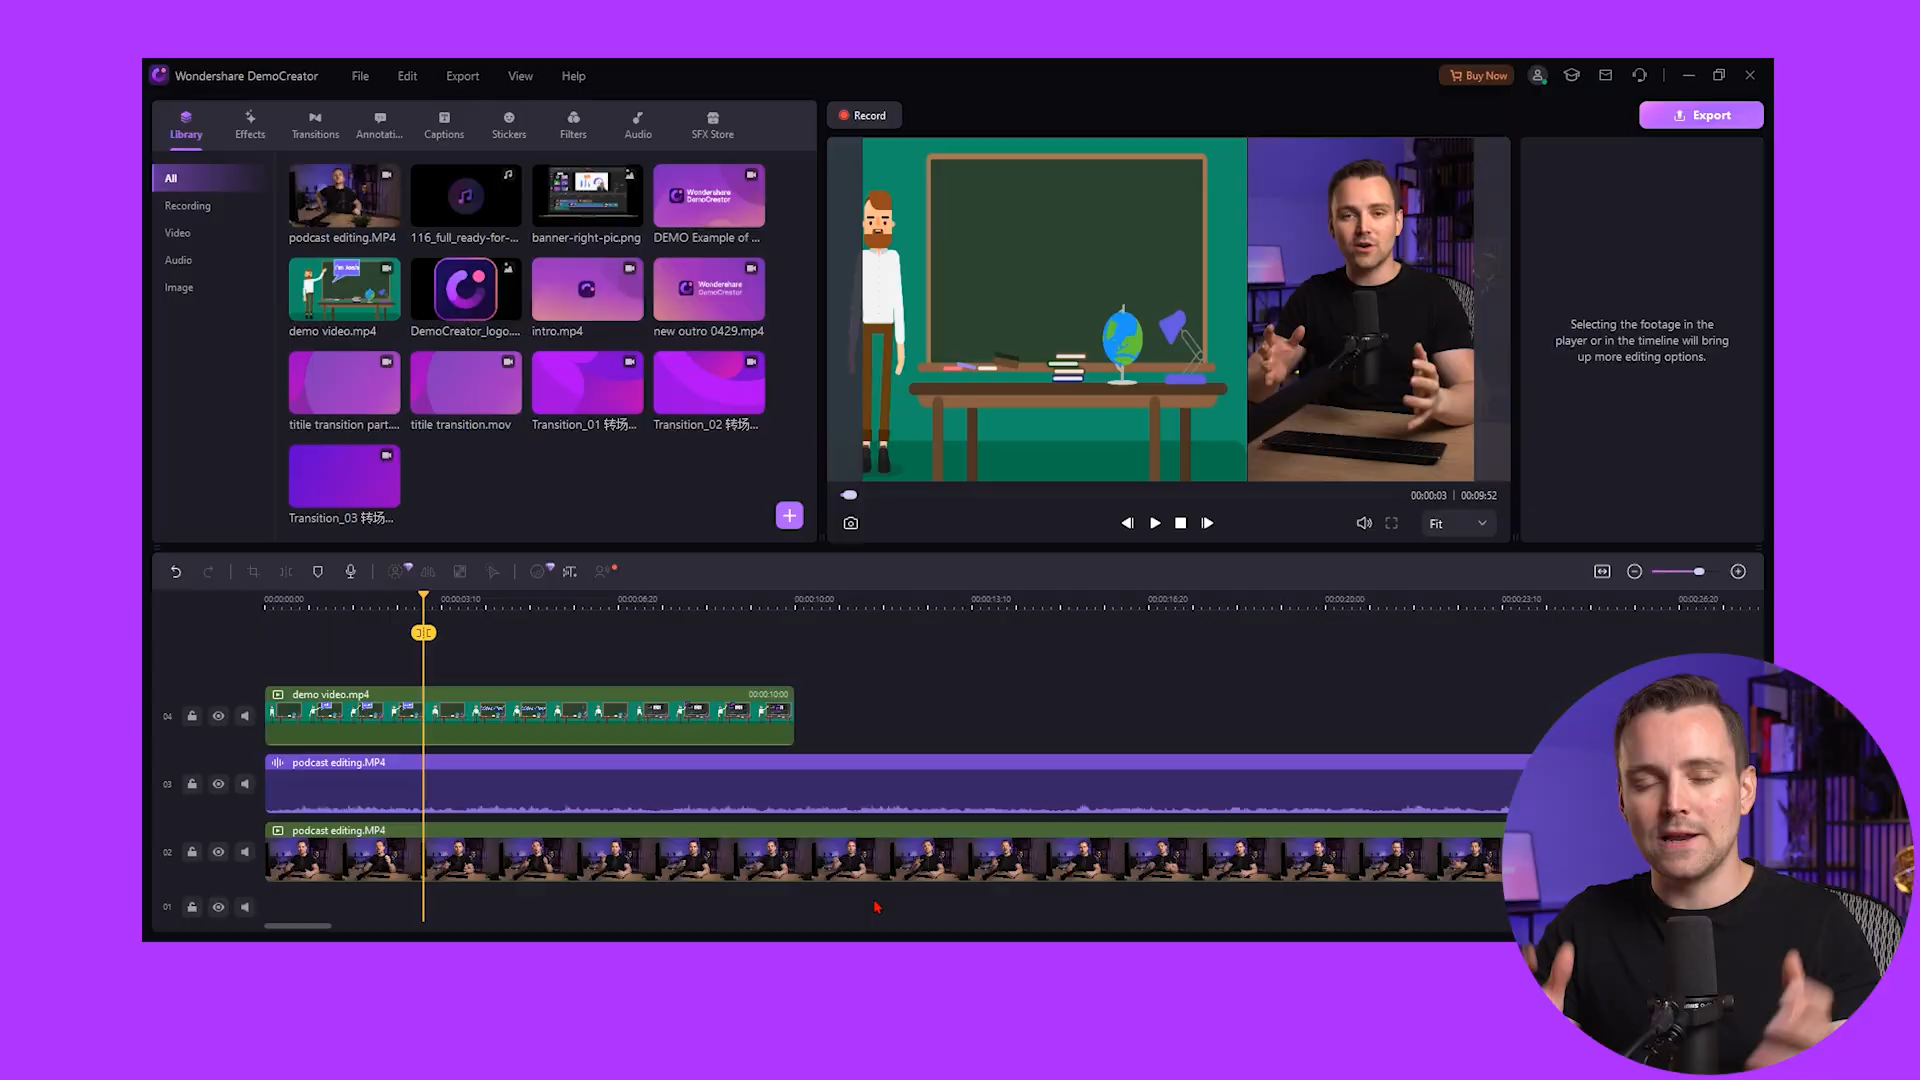 Wondershare DemoCreator File Edit Export View Help
Buy Now
Library Effects Transitions Annotati... Captions Stickers Filters Audio SFX Store
Record
Export
All
Recording
Video
Audio
Image
podcast editing.MP4 116_full_ready-for-... banner-right-pic.png DEMO Example of ...
Wondershare
DemoCreator
demo video.mp4 DemoCreator_logo.... intro.mp4 new outro 0429.mp4
Wondershare
DemoCreator
titile transition part.... titile transition.mov Transition_01 转场... Transition_02 转场...
Transition_03 转场...
Selecting the footage in the
player or in the timeline will bring
up more editing options.
00:00:03 | 00:09:52
Fit
00:00:00:00 00:00:03:10 00:00:06:20 00:00:10:00 00:00:13:10 00:00:16:20 00:00:20:00 00:00:23:10 00:00:26:20
04
demo video.mp4 00:00:10:00
03
podcast editing.MP4
02
podcast editing.MP4
01